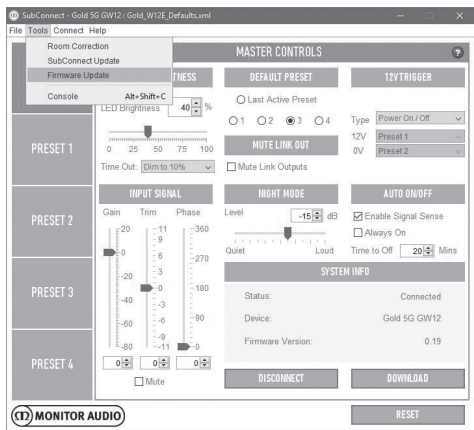 SubConnect - Gold 5G GW12 : Gold_W12E_Defaults.xml
File Tools Connect Help
Room Correction
SubConnect Update
Firmware Update
Console Alt+Shift+C
MASTER CONTROLS
?
TNESS
LED Brightness 40 %
0 25 50 75 100
Time Out: Dim to 10%
DEFAULT PRESET
Last Active Preset
1 2 3 4
MUTE LINK OUT
Mute Link Outputs
12V TRIGGER
Type Power On / Off
12V Preset 1
0V Preset 2
PRESET 1
PRESET 2
PRESET 3
PRESET 4
INPUT SIGNAL
Gain Trim Phase
20 11 360
9
0 6 270
3
-20 0 180
-40 -3
-6 90
-60 -9
-80 -11 0
0 0 0
Mute
NIGHT MODE
Level -15 dB
Quiet Loud
AUTO ON/OFF
Enable Signal Sense
Always On
Time to Off 20 Mins
SYSTEM INFO
Status: Connected
Device: Gold 5G GW12
Firmware Version: 0.19
DISCONNECT DOWNLOAD
MONITOR AUDIO
RESET